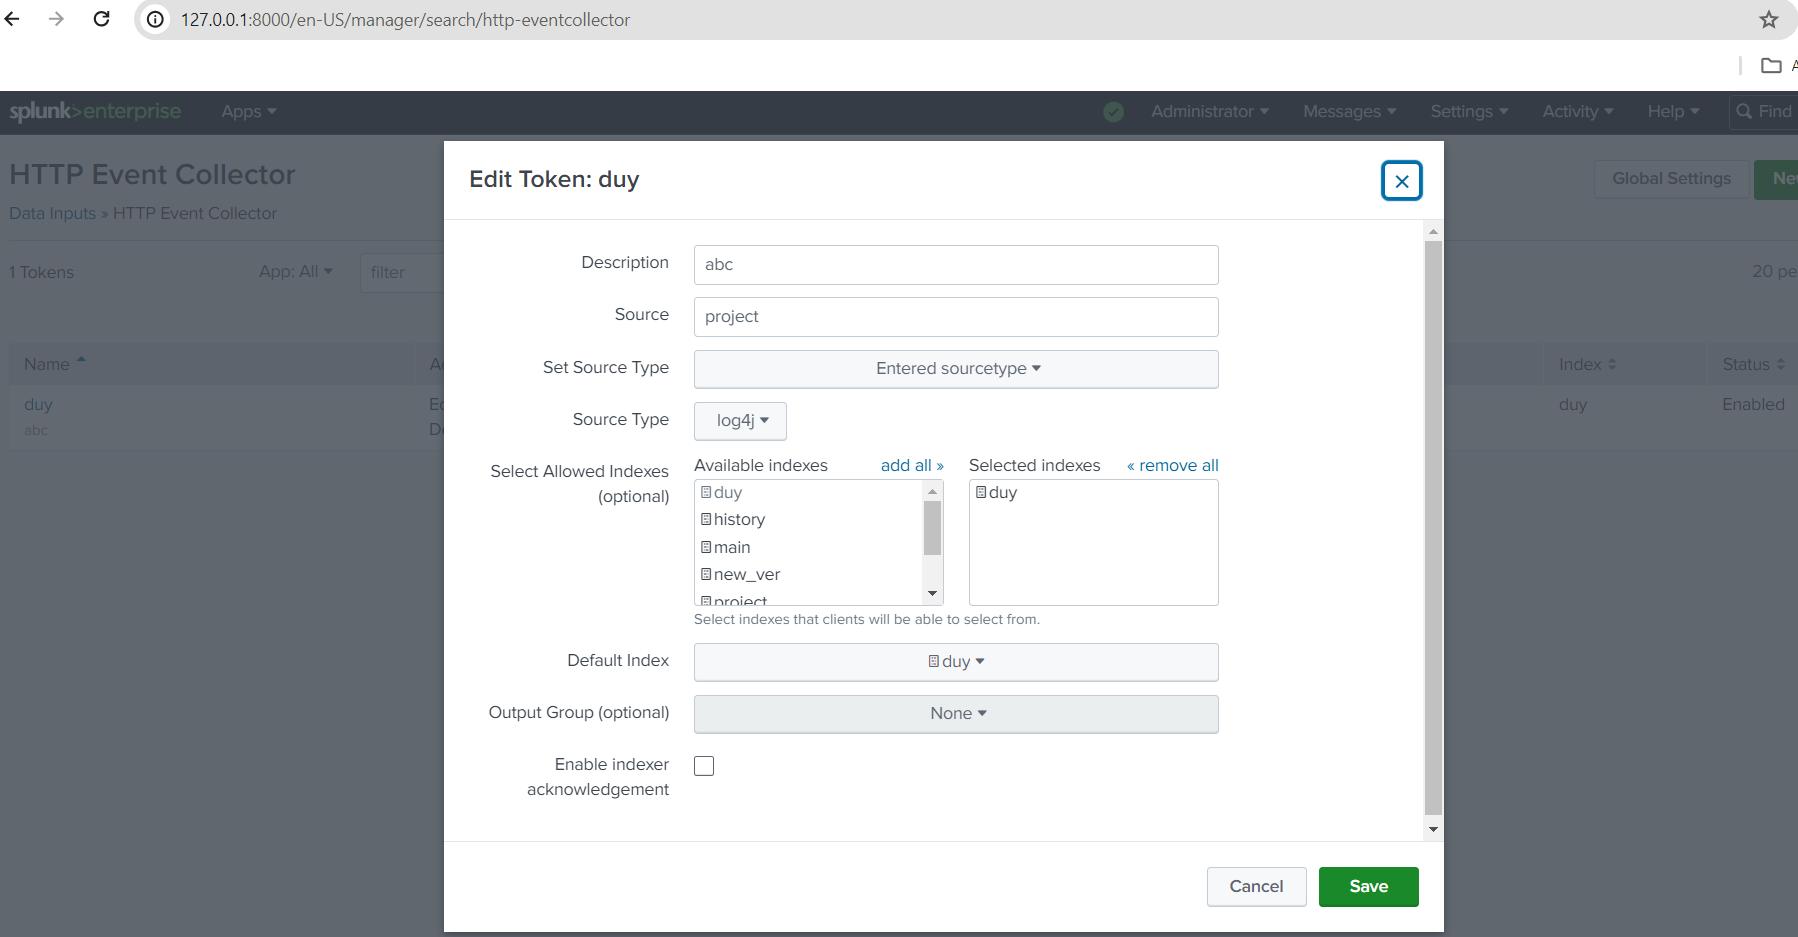 127.0.0.1:8000/en-US/manager/search/http-eventcollector
splunk>enterprise Apps Administrator Messages Settings Activity Help Find
HTTP Event Collector
Data Inputs » HTTP Event Collector
Global Settings
1 Tokens App: All filter
Name Index Status
duy duy Enabled
abc
Edit Token: duy
Description abc
Source project
Set Source Type Entered sourcetype
Source Type log4j
Select Allowed Indexes (optional)
Available indexes add all » Selected indexes « remove all
duy duy
history
main
new_ver
project
Select indexes that clients will be able to select from.
Default Index duy
Output Group (optional) None
Enable indexer
acknowledgement
Cancel Save